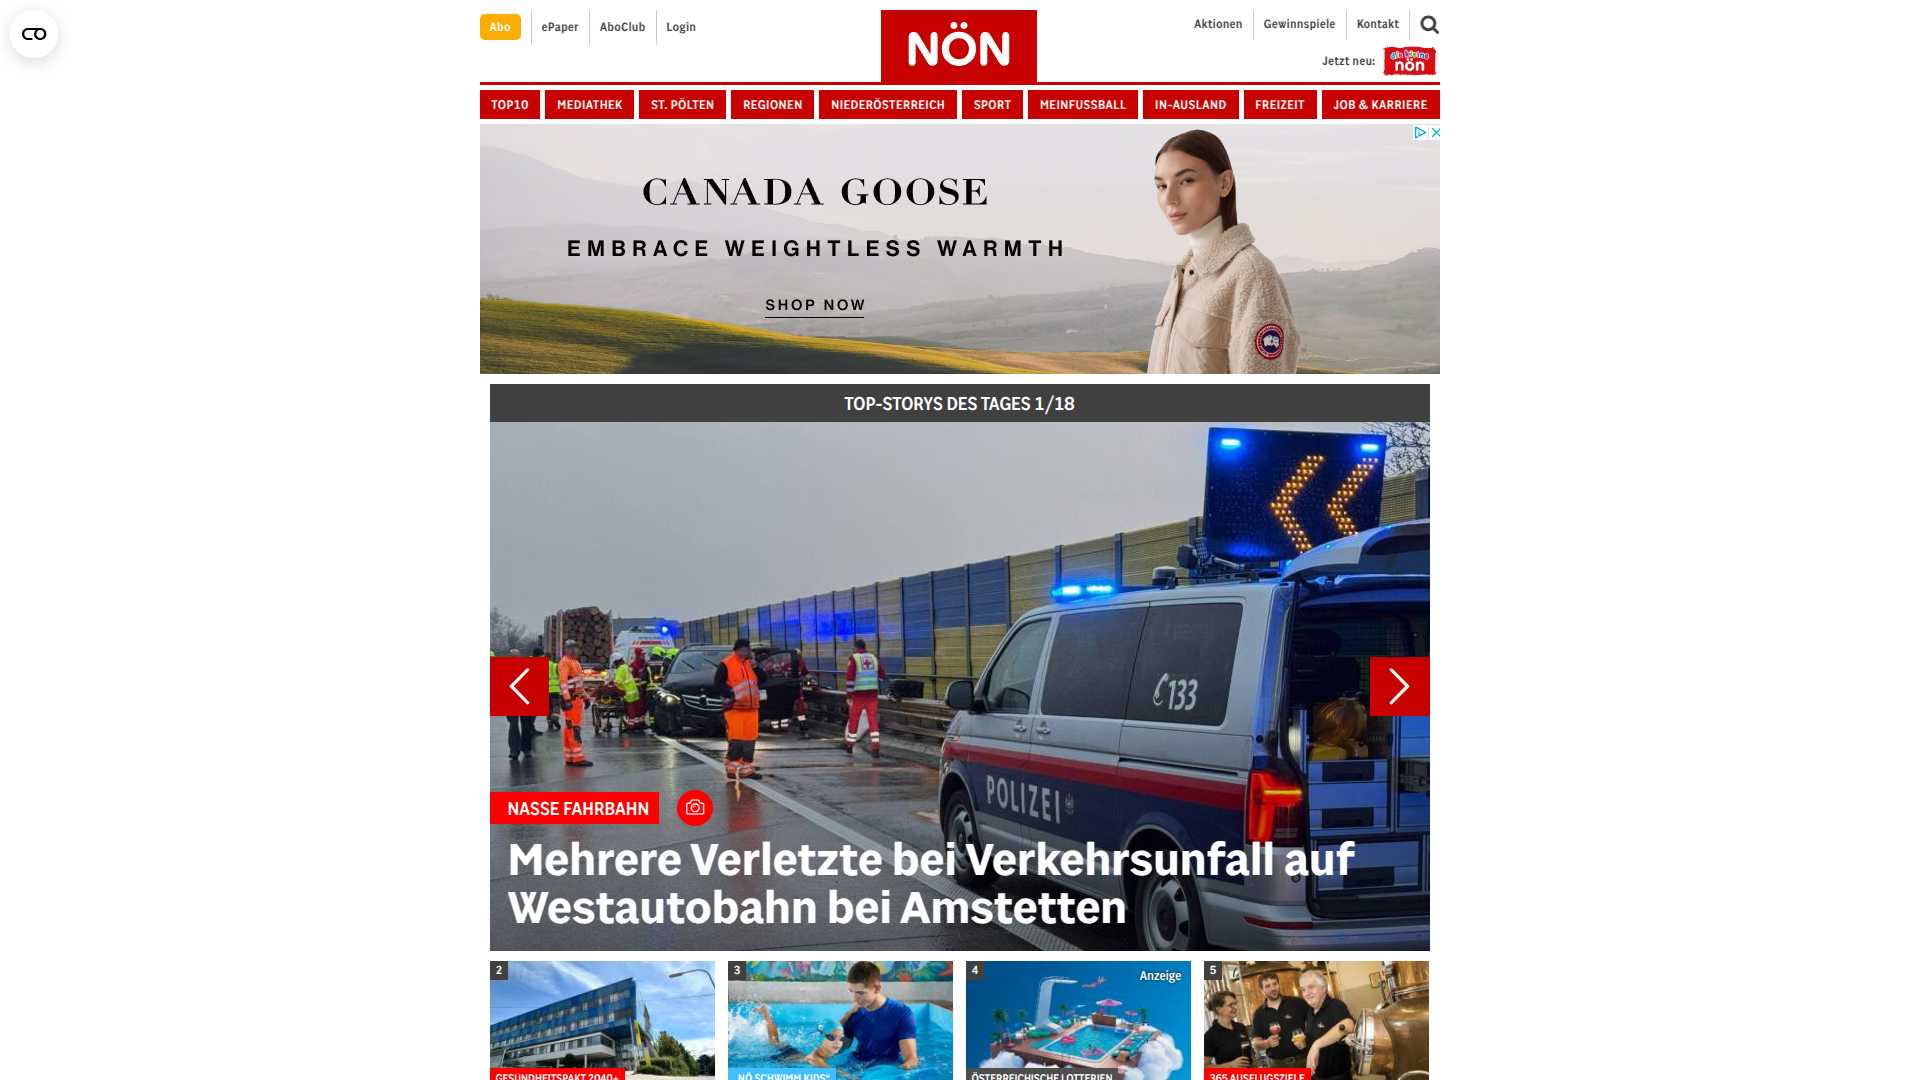 Abo
ePaper
AboClub
Login
NÖN
Aktionen
Gewinnspiele
Kontakt
Jetzt neu:
die kleine
nön
TOP10
MEDIATHEK
ST. PÖLTEN
REGIONEN
NIEDERÖSTERREICH
SPORT
MEINFUSSBALL
IN-AUSLAND
FREIZEIT
JOB & KARRIERE
CANADA GOOSE
EMBRACE WEIGHTLESS WARMTH
SHOP NOW
TOP-STORYS DES TAGES 1/18
133
POLIZEI
NASSE FAHRBAHN
Mehrere Verletzte bei Verkehrsunfall auf
Westautobahn bei Amstetten
2
3
4
Anzeige
5
GESUNDHEITSPAKT 2040+
„NÖ SCHWIMM KIDS“
ÖSTERREICHISCHE LOTTERIEN
365 AUSFLUGSZIELE